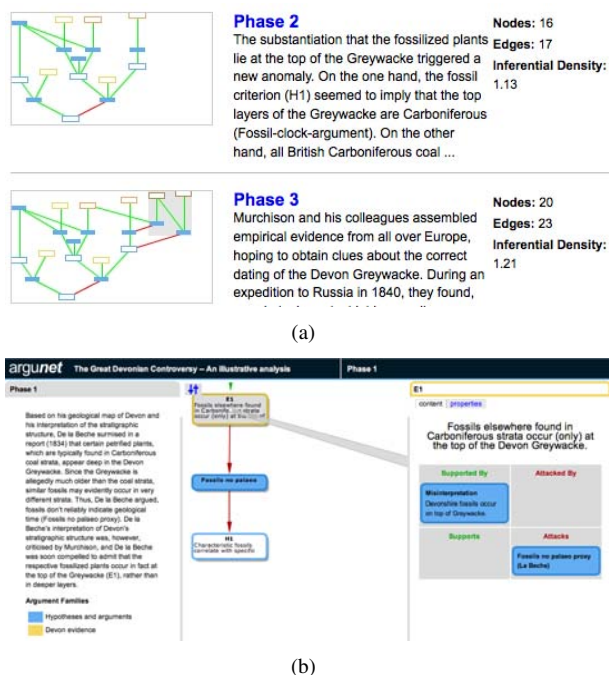 Phase 2
The substantiation that the fossilized plants
lie at the top of the Greywacke triggered a
new anomaly. On the one hand, the fossil
criterion (H1) seemed to imply that the top
layers of the Greywacke are Carboniferous
(Fossil-clock-argument). On the other
hand, all British Carboniferous coal ...
Nodes: 16
Edges: 17
Inferential Density:
1.13
Phase 3
Murchison and his colleagues assembled
empirical evidence from all over Europe,
hoping to obtain clues about the correct
dating of the Devon Greywacke. During an
expedition to Russia in 1840, they found,
Nodes: 20
Edges: 23
Inferential Density:
1.21
(a)
argunet The Great Devonian Controversy – An illustrative analysis Phase 1
Phase 1
Based on his geological map of Devon and
his interpretation of the stratigraphic
structure, De la Beche surmised in a
report (1834) that certain petrified plants,
which are typically found in Carboniferous
coal strata, appear deep in the Devon
Greywacke. Since the Greywacke is
allegedly much older than the coal strata,
similar fossils may evidently occur in very
different strata. Thus, De la Beche argued,
fossils don't reliably indicate geological
time (Fossils no palaeo proxy). De la
Beche's interpretation of Devon's
stratigraphic structure was, however,
criticised by Murchison, and De la Beche
was soon compelled to admit that the
respective fossilized plants occur in fact at
the top of the Greywacke (E1), rather than
in deeper layers.
Argument Families
Hypotheses and arguments
Devon evidence
E1
Fossils elsewhere found
in Carbonife. strata
occur (only) at the top of
Fossils no palaeo
H1
Characteristic fossils
correlate with specific
E1
content properties
Fossils elsewhere found in
Carboniferous strata occur (only) at
the top of the Devon Greywacke.
Supported By
Attacked By
Misinterpretation
Devonshire fossils occur
on top of Greywacke.
Supports
Attacks
Fossils no palaeo proxy
(La Beche)
(b)